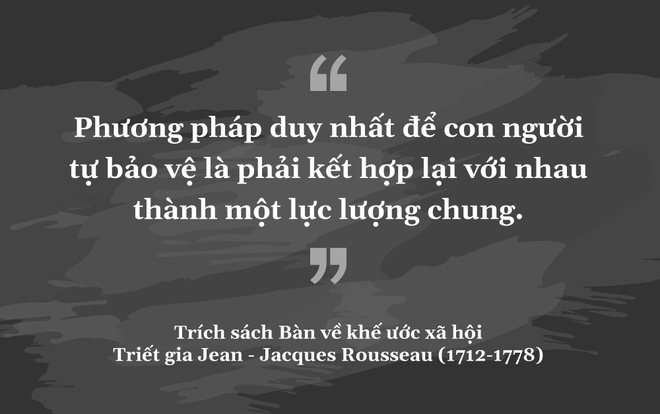 “
Phương pháp duy nhất để con người
tự bảo vệ là phải kết hợp lại với nhau
thành một lực lượng chung.
”
Trích sách Bàn về khế ước xã hội
Triết gia Jean - Jacques Rousseau (1712-1778)